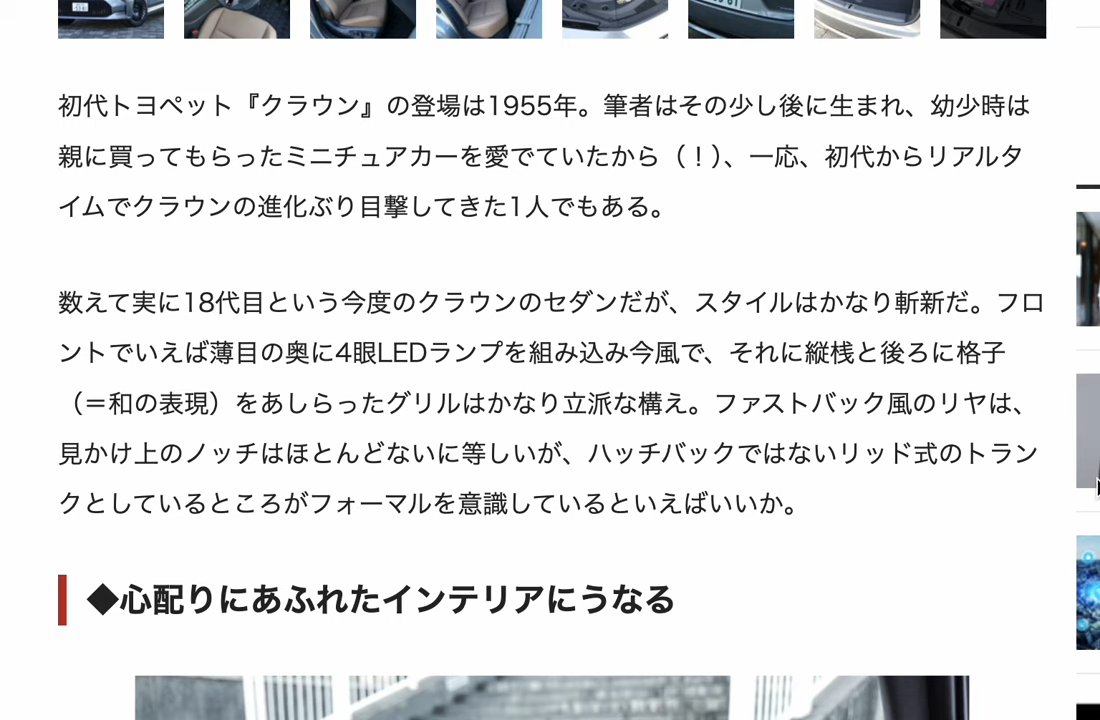 初代トヨペット『クラウン』の登場は1955年。筆者はその少し後に生まれ、幼少時は
親に買ってもらったミニチュアカーを愛でていたから（！）、一応、初代からリアルタ
イムでクラウンの進化ぶり目撃してきた1人でもある。
数えて実に18代目という今度のクラウンのセダンだが、スタイルはかなり斬新だ。フロ
ントでいえば薄目の奥に4眼LEDランプを組み込み今風で、それに縦桟と後ろに格子
（＝和の表現）をあしらったグリルはかなり立派な構え。ファストバック風のリヤは、
見かけ上のノッチはほとんどないに等しいが、ハッチバックではないリッド式のトラン
クとしているところがフォーマルを意識しているといえばいいか。
◆心配りにあふれたインテリアにうなる